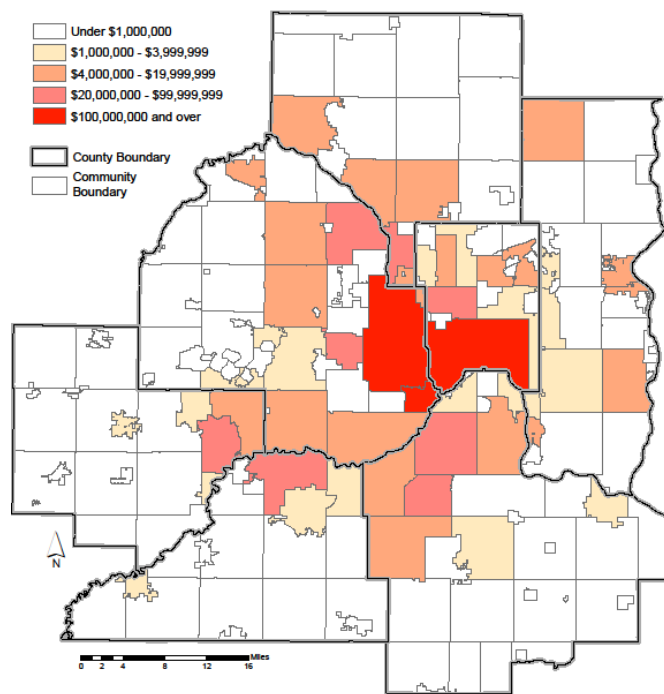 Under $1,000,000
$1,000,000 - $3,999,999
$4,000,000 - $19,999,999
$20,000,000 - $99,999,999
$100,000,000 and over
County Boundary
Community
Boundary
N
Miles
0 2 4 8 12 16